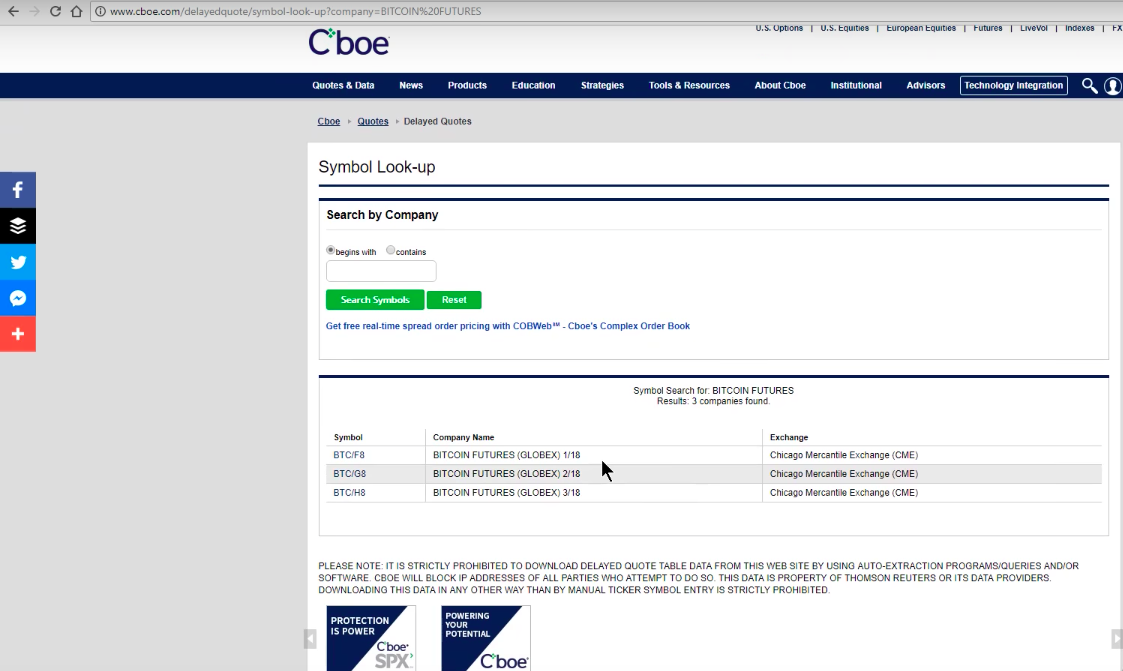 www.cboe.com/delayedquote/symbol-look-up?company=BITCOIN%20FUTURES
Cboe
U.S. Options | U.S. Equities | European Equities | Futures | LiveVol | Indexes | FX
Quotes & Data News Products Education Strategies Tools & Resources About Cboe Institutional Advisors Technology Integration
Cboe Quotes Delayed Quotes
Symbol Look-up
Search by Company
begins with contains
Search Symbols Reset
Get free real-time spread order pricing with COBWeb℠ - Cboe's Complex Order Book
Symbol Search for: BITCOIN FUTURES
Results: 3 companies found.
Symbol Company Name Exchange
BTC/F8 BITCOIN FUTURES (GLOBEX) 1/18 Chicago Mercantile Exchange (CME)
BTC/G8 BITCOIN FUTURES (GLOBEX) 2/18 Chicago Mercantile Exchange (CME)
BTC/H8 BITCOIN FUTURES (GLOBEX) 3/18 Chicago Mercantile Exchange (CME)
PLEASE NOTE: IT IS STRICTLY PROHIBITED TO DOWNLOAD DELAYED QUOTE TABLE DATA FROM THIS WEB SITE BY USING AUTO-EXTRACTION PROGRAMS/QUERIES AND/OR
SOFTWARE. CBOE WILL BLOCK IP ADDRESSES OF ALL PARTIES WHO ATTEMPT TO DO SO. THIS DATA IS PROPERTY OF THOMSON REUTERS OR ITS DATA PROVIDERS.
DOWNLOADING THIS DATA IN ANY OTHER WAY THAN BY MANUAL TICKER SYMBOL ENTRY IS STRICTLY PROHIBITED.
PROTECTION
IS POWER
Cboe
SPX
POWERING
YOUR
POTENTIAL
Cboe